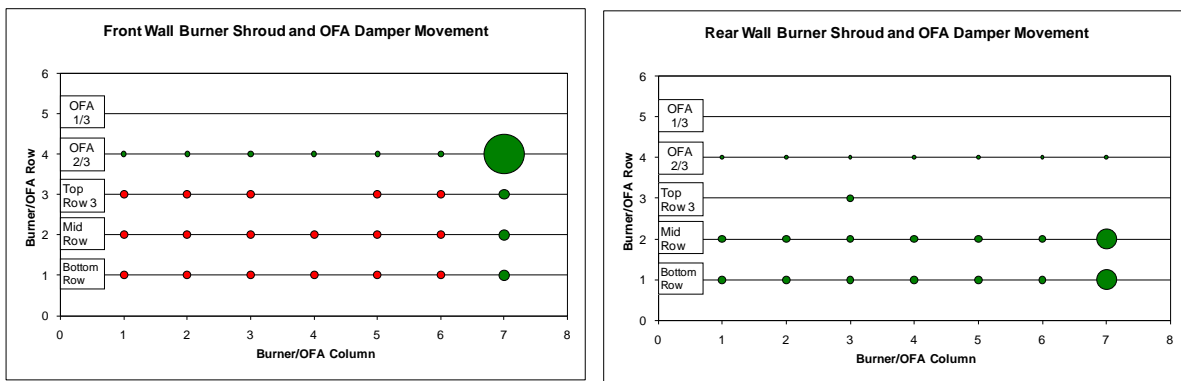 Front Wall Burner Shroud and OFA Damper Movement
Burner/OFA Row
6
5
4
3
2
1
0
OFA
1/3
OFA
2/3
Top
Row 3
Mid
Row
Bottom
Row
0 1 2 3 4 5 6 7 8
Burner/OFA Column
Rear Wall Burner Shroud and OFA Damper Movement
Burner/OFA Row
6
5
4
3
2
1
0
OFA
1/3
OFA
2/3
Top
Row 3
Mid
Row
Bottom
Row
0 1 2 3 4 5 6 7 8
Burner/OFA Column